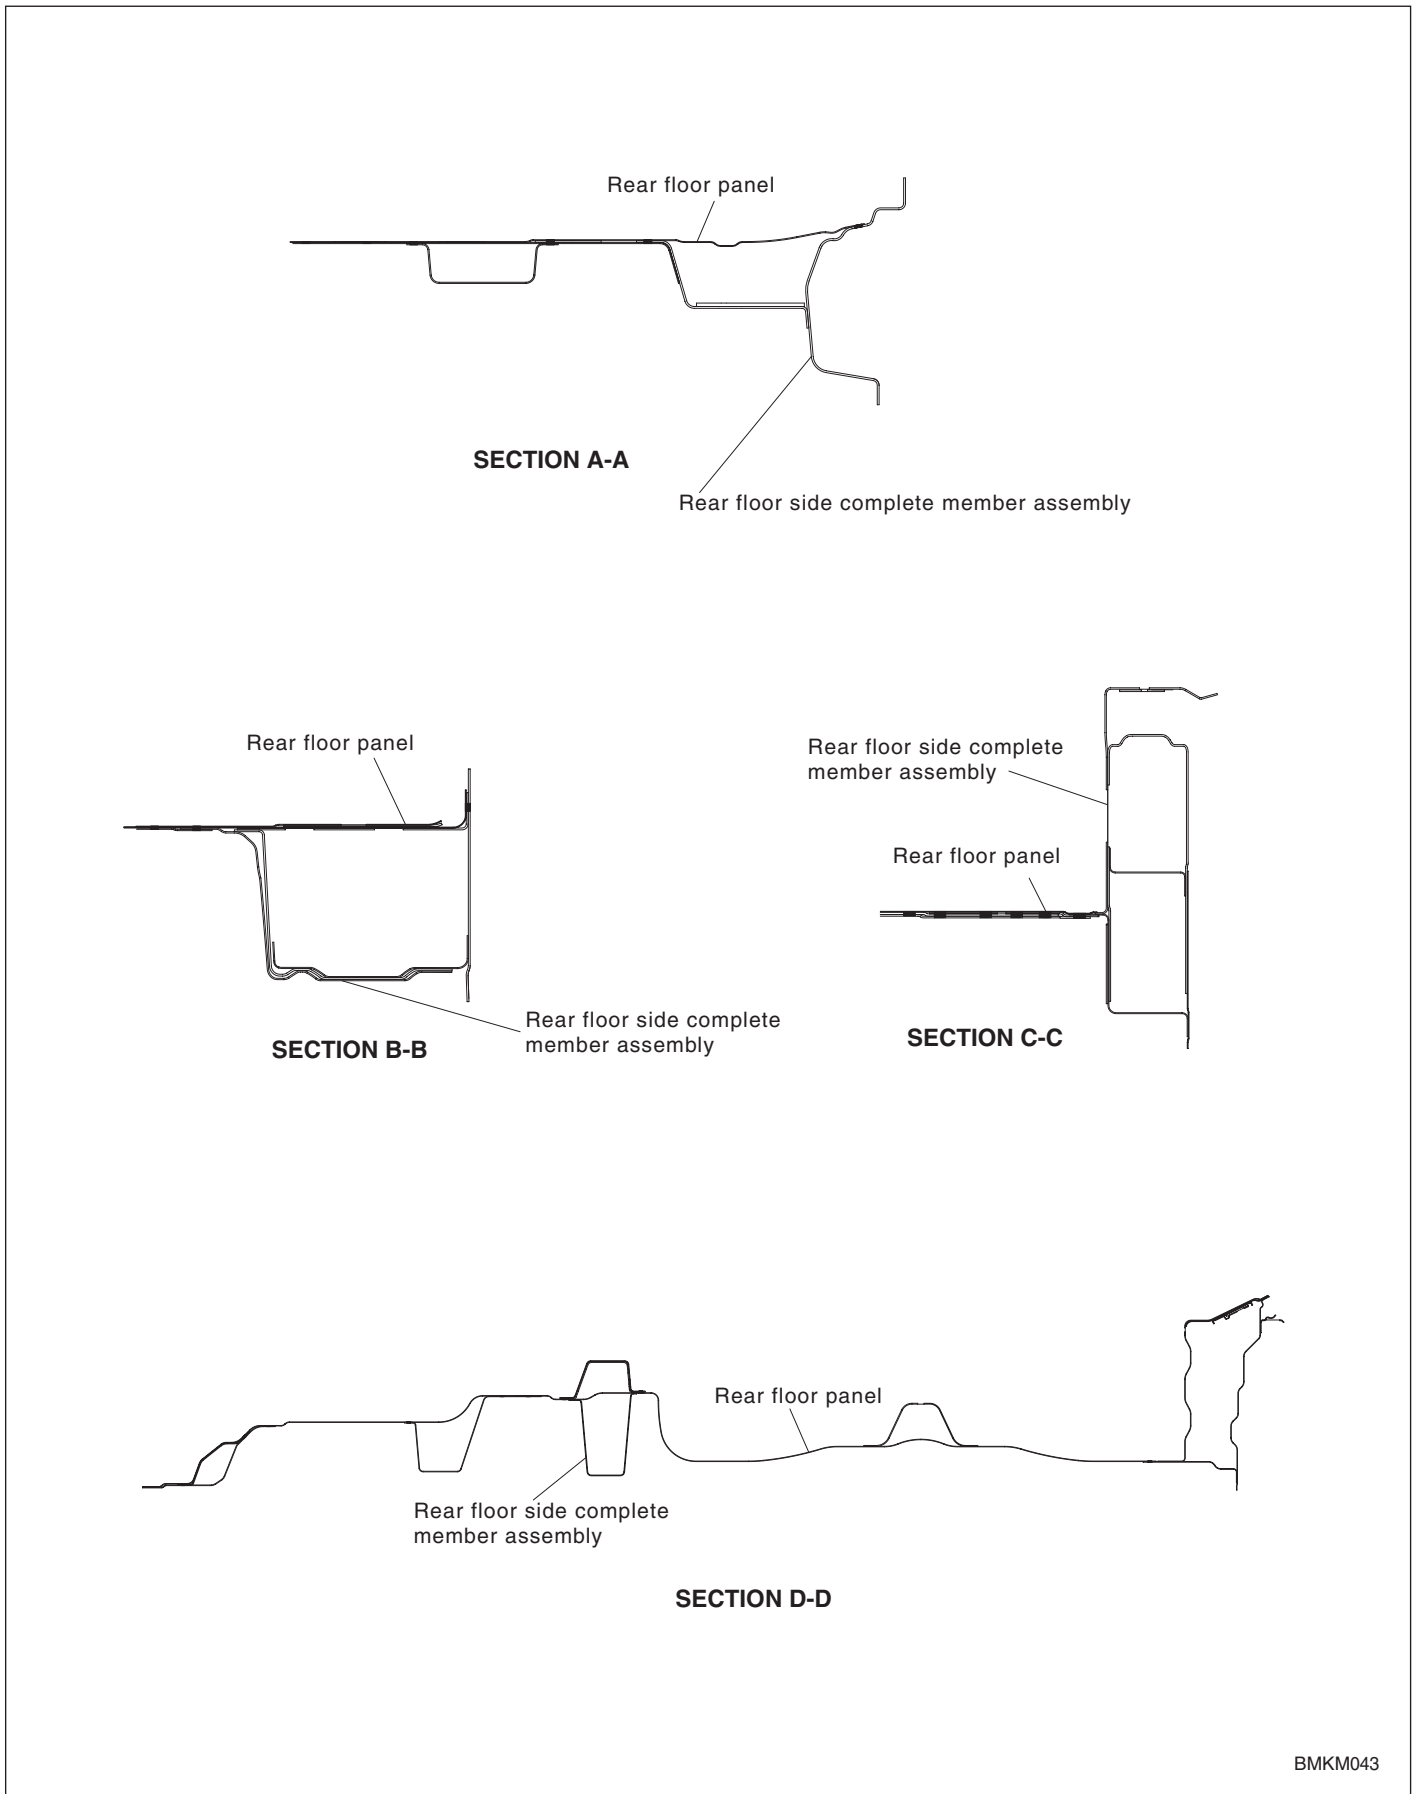 Rear floor panel
SECTION A-A
Rear floor side complete member assembly
Rear floor panel
Rear floor side complete
member assembly
SECTION B-B
Rear floor side complete
member assembly
Rear floor panel
SECTION C-C
Rear floor panel
Rear floor side complete
member assembly
SECTION D-D
BMKM043